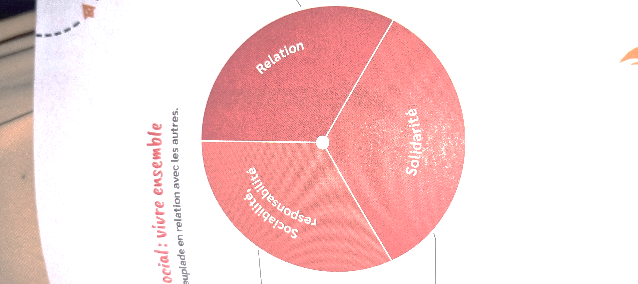 ocial : vivre ensemble
euplade en relation avec les autres.
Relation
Solidarité
Sociabilité,
responsabilité